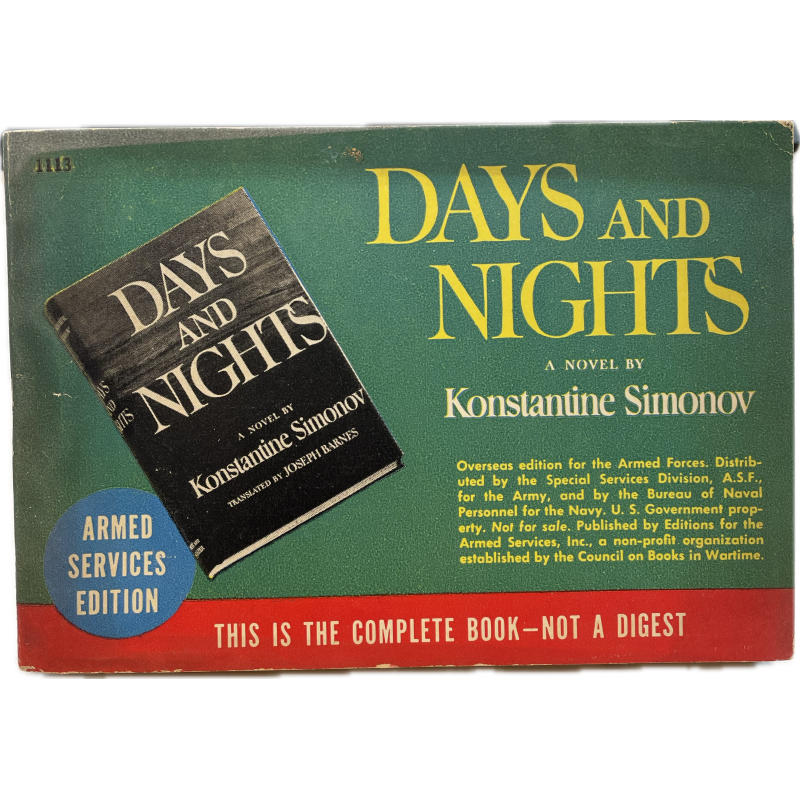 1113
DAYS AND
NIGHTS
A NOVEL BY
Konstantine Simonov
DAYS
AND
NIGHTS
A NOVEL BY
Konstantine Simonov
TRANSLATED BY JOSEPH BARNES
Overseas edition for the Armed Forces. Distrib-
uted by the Special Services Division, A.S.F.,
for the Army, and by the Bureau of Naval
Personnel for the Navy. U. S. Government prop-
erty. Not for sale. Published by Editions for the
Armed Services, Inc., a non-profit organization
established by the Council on Books in Wartime.
ARMED
SERVICES
EDITION
THIS IS THE COMPLETE BOOK—NOT A DIGEST